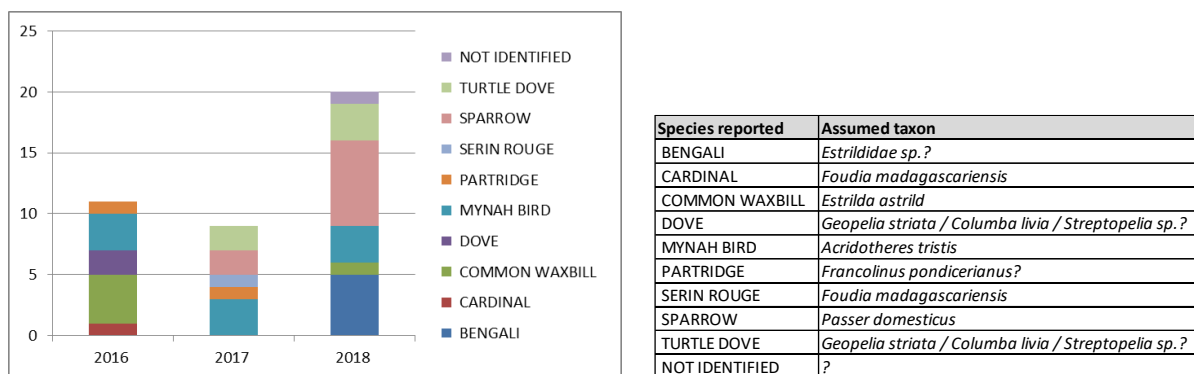 25
20
15
10
5
0
2016 2017 2018
NOT IDENTIFIED
TURTLE DOVE
SPARROW
SERIN ROUGE
PARTRIDGE
MYNAH BIRD
DOVE
COMMON WAXBILL
CARDINAL
BENGALI
Species reported Assumed taxon
BENGALI Estrildidae sp.?
CARDINAL Foudia madagascariensis
COMMON WAXBILL Estrilda astrild
DOVE Geopelia striata / Columba livia / Streptopelia sp.?
MYNAH BIRD Acridotheres tristis
PARTRIDGE Francolinus pondicerianus?
SERIN ROUGE Foudia madagascariensis
SPARROW Passer domesticus
TURTLE DOVE Geopelia striata / Columba livia / Streptopelia sp.?
NOT IDENTIFIED ?